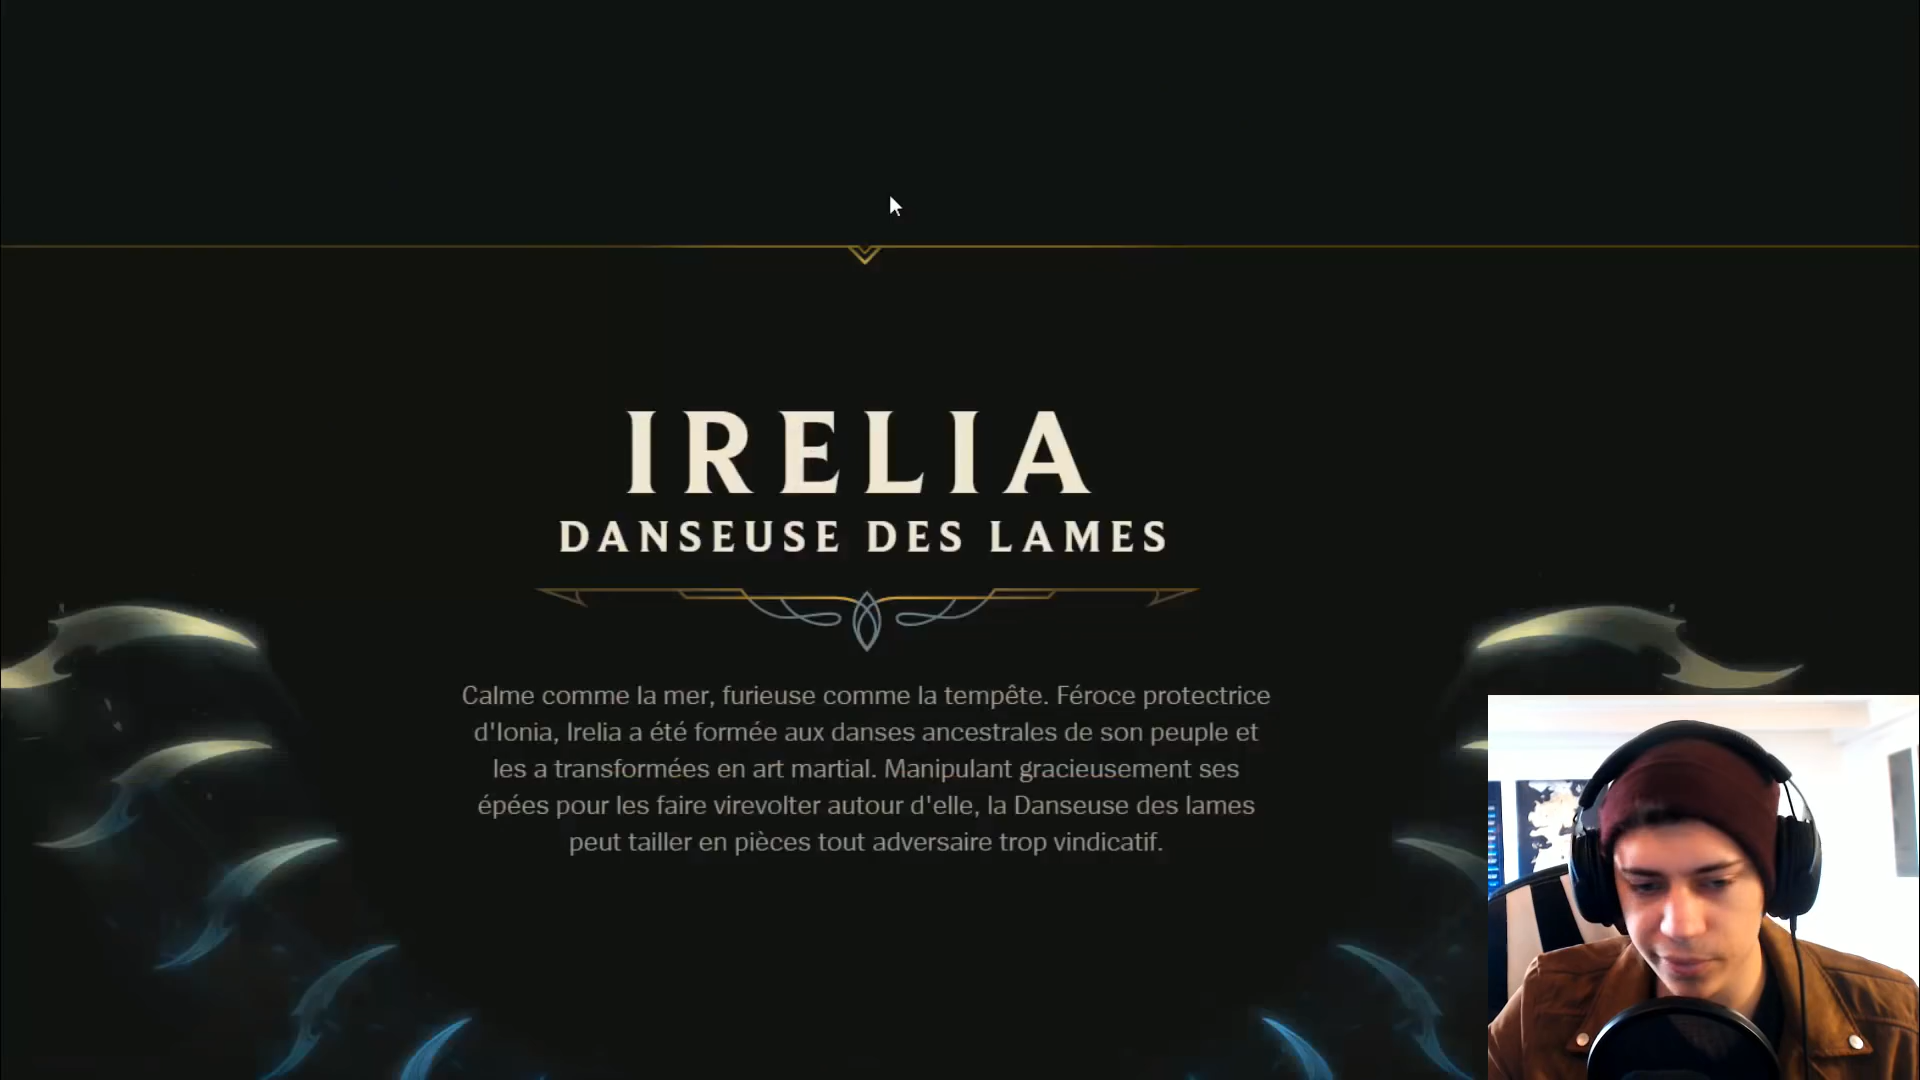 IRELIA
DANSEUSE DES LAMES
Calme comme la mer, furieuse comme la tempête. Féroce protectrice
d'Ionia, Irelia a été formée aux danses ancestrales de son peuple et
les a transformées en art martial. Manipulant gracieusement ses
épées pour les faire virevolter autour d'elle, la Danseuse des lames
peut tailler en pièces tout adversaire trop vindicatif.